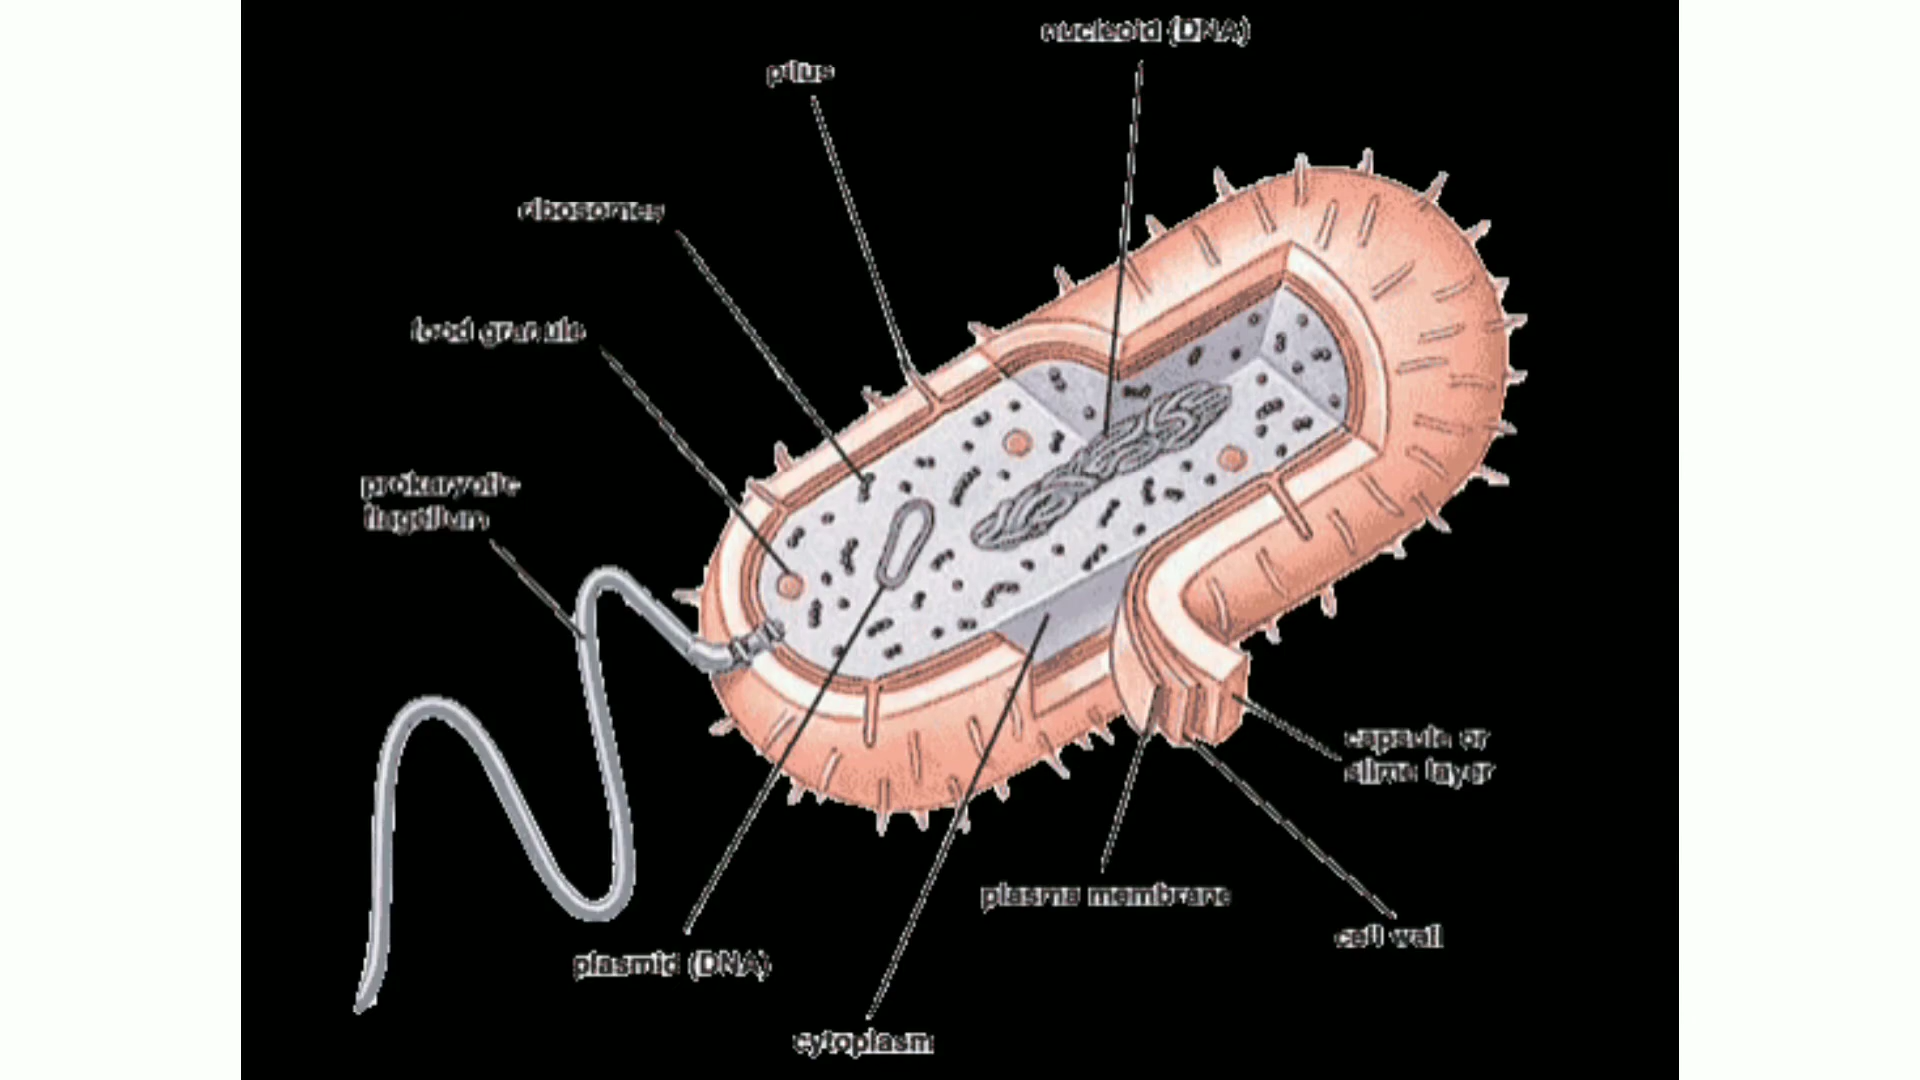 nucleoid (DNA)
pilus
ribosomes
food granule
prokaryotic
flagellum
capsule or
slime layer
plasma membrane
cell wall
plasmid (DNA)
cytoplasm